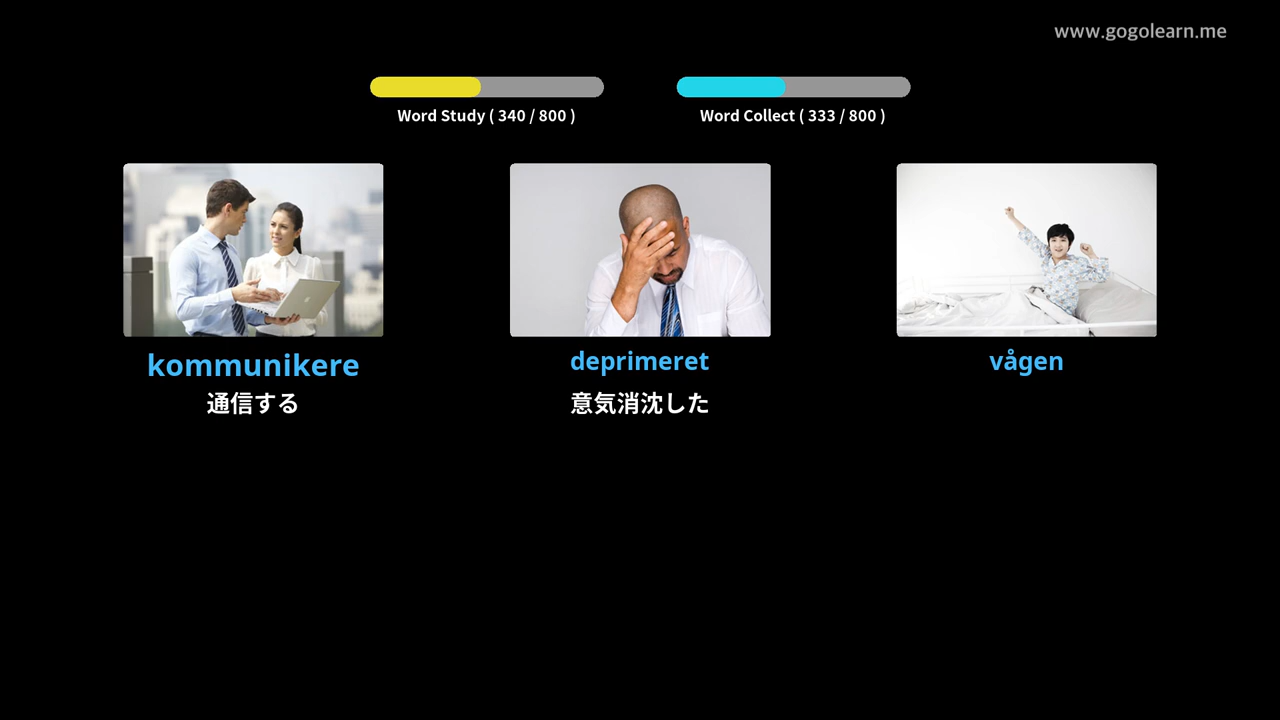 www.gogolearn.me
Word Study ( 340 / 800 )
Word Collect ( 333 / 800 )
kommunikere
通信する
deprimeret
意気消沈した
vågen